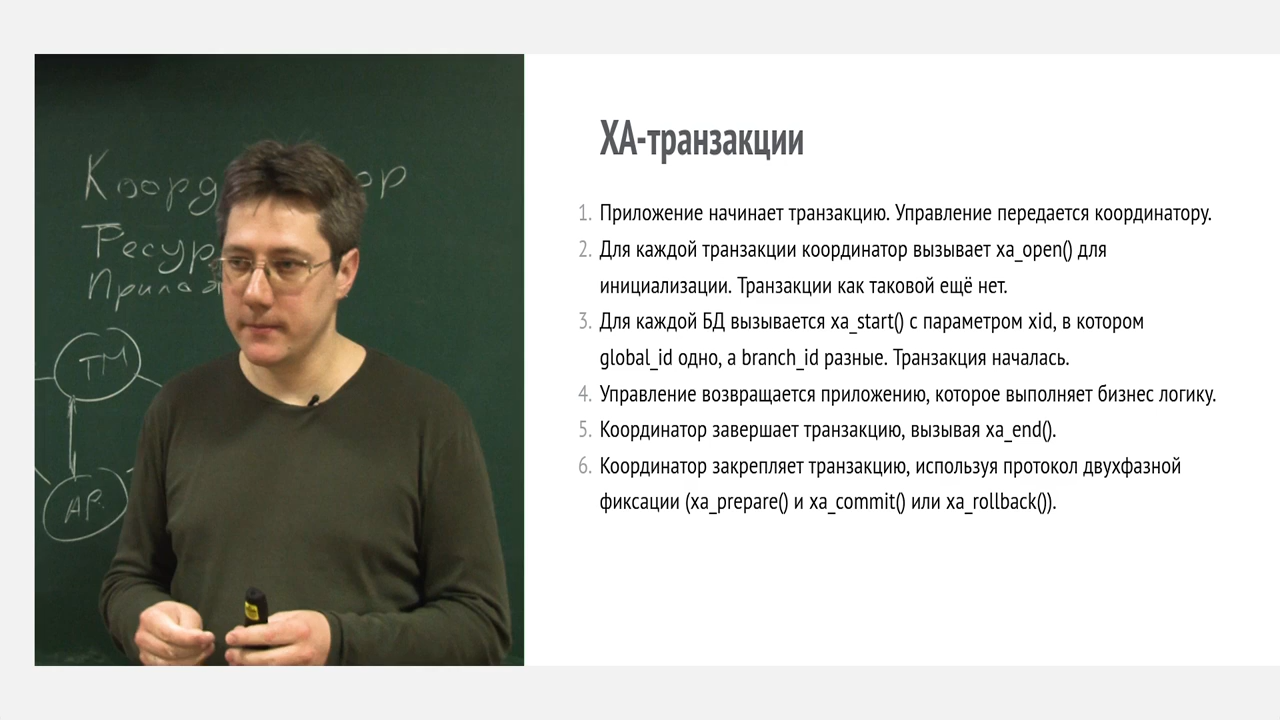 Ресур
ТМ
АР
ХА-транзакции
1. Приложение начинает транзакцию. Управление передается координатору.
2. Для каждой транзакции координатор вызывает xa_open() для
инициализации. Транзакции как таковой ещё нет.
3. Для каждой БД вызывается xa_start() с параметром xid, в котором
global_id одно, а branch_id разные. Транзакция началась.
4. Управление возвращается приложению, которое выполняет бизнес логику.
5. Координатор завершает транзакцию, вызывая xa_end().
6. Координатор закрепляет транзакцию, используя протокол двухфазной
фиксации (xa_prepare() и xa_commit() или xa_rollback()).